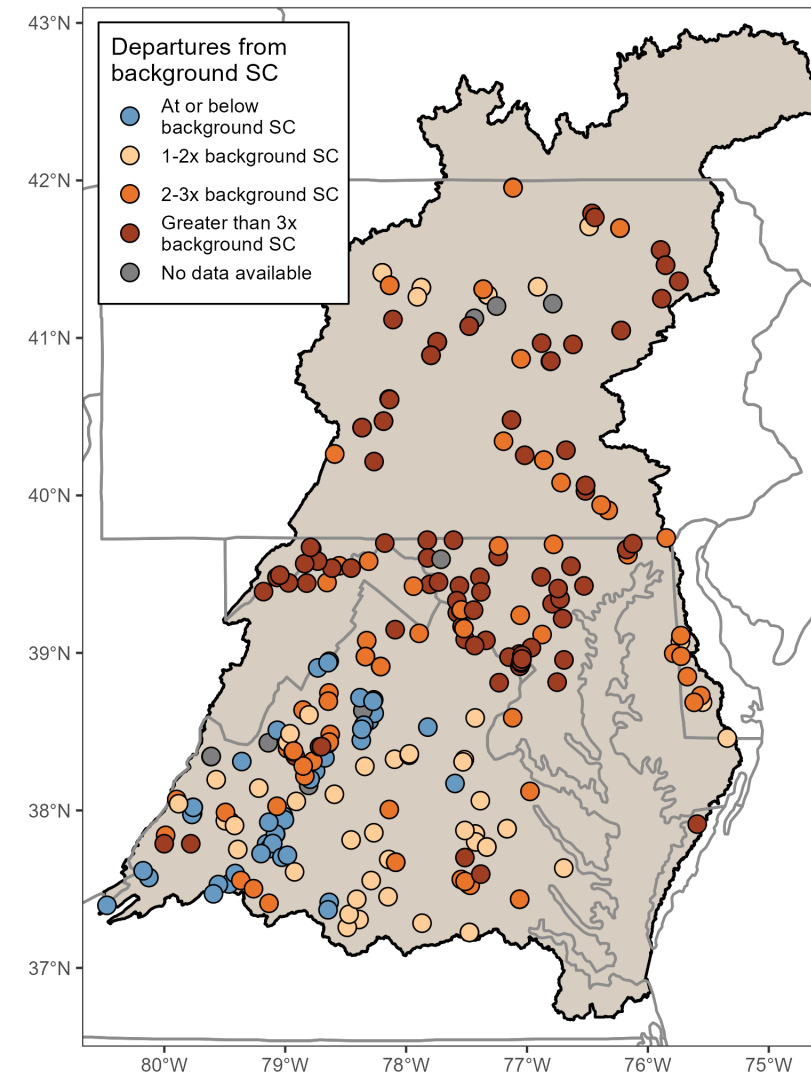 43°N
Departures from
background SC
At or below
background SC
1-2x background SC
2-3x background SC
Greater than 3x
background SC
No data available
42°N
41°N
40°N
39°N
38°N
37°N
80°W 79°W 78°W 77°W 76°W 75°W